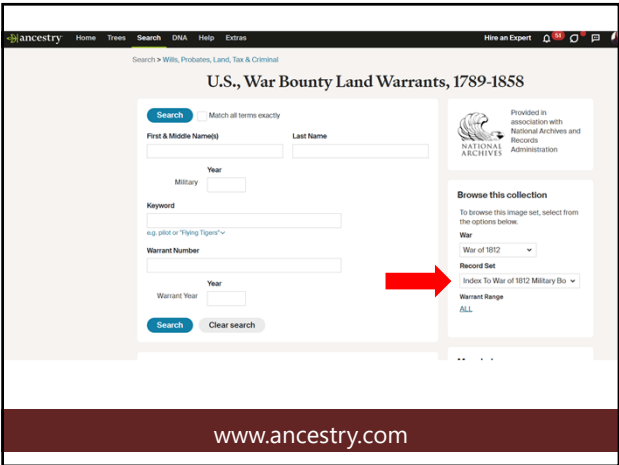 ancestry Home Trees Search DNA Help Extras Hire an Expert
Search > Wills, Probates, Land, Tax & Criminal
U.S., War Bounty Land Warrants, 1789-1858
Search Match all terms exactly
First & Middle Name(s) Last Name
Year
Military
Keyword
e.g. pilot or "Flying Tigers"
Warrant Number
Year
Warrant Year
Search Clear search
NATIONAL
ARCHIVES
Provided in
association with
National Archives and
Records
Administration
Browse this collection
To browse this image set, select from
the options below.
War
War of 1812
Record Set
Index To War of 1812 Military Bo
Warrant Range
ALL
www.ancestry.com